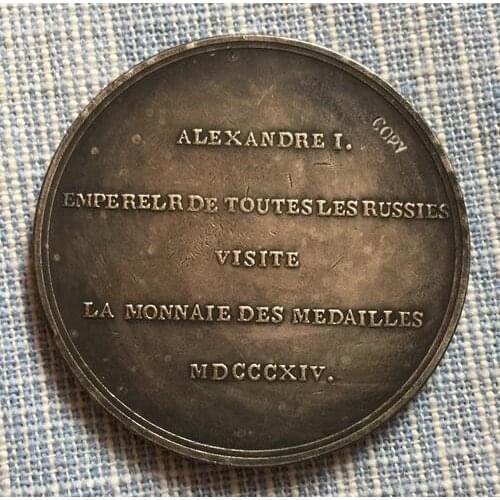 ALEXANDRE I.
COPY
EMPERELR DE TOUTES LES RUSSIES
VISITE
LA MONNAIE DES MEDAILLES
MDCCCXIV.